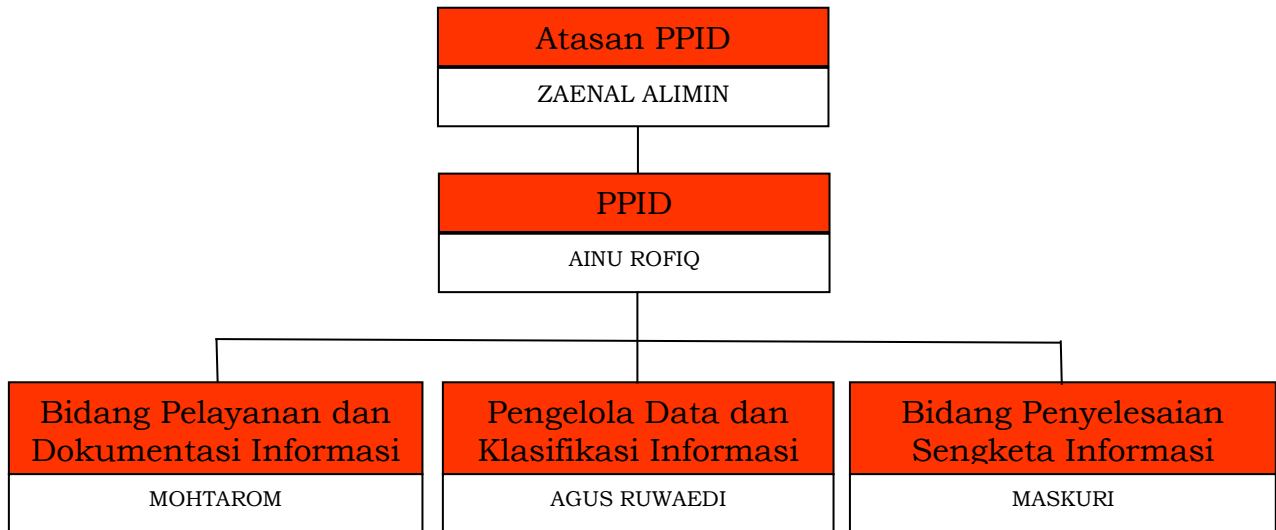 Atasan PPID
ZAENAL ALIMIN
PPID
AINU ROFIQ
Bidang Pelayanan dan
Dokumentasi Informasi
MOHTAROM
Pengelola Data dan
Klasifikasi Informasi
AGUS RUWAEDI
Bidang Penyelesaian
Sengketa Informasi
MASKURI